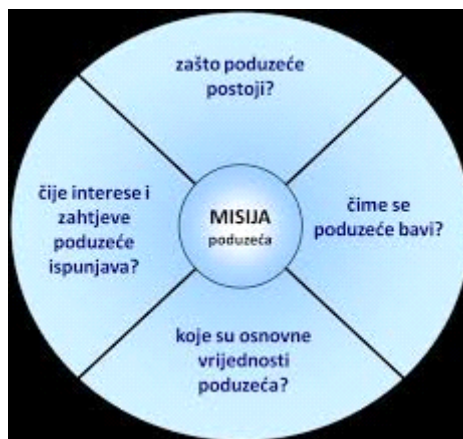 zašto poduzeće
postoji?
čije interese i
zahtjeve
poduzeće
ispunjava?
MISIJA
poduzeća
čime se
poduzeće bavi?
koje su osnovne
vrijednosti
poduzeća?